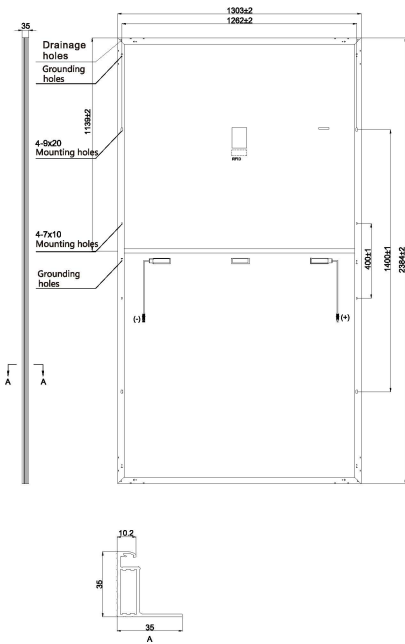 1303±2
1262±2
35
Drainage
holes
Grounding
holes
1139±2
4-9x20
Mounting holes
RFID
4-7x10
Mounting holes
Grounding
holes
400±1
1400±1
2384±2
(-)
(+)
A
A
10.2
35
35
A